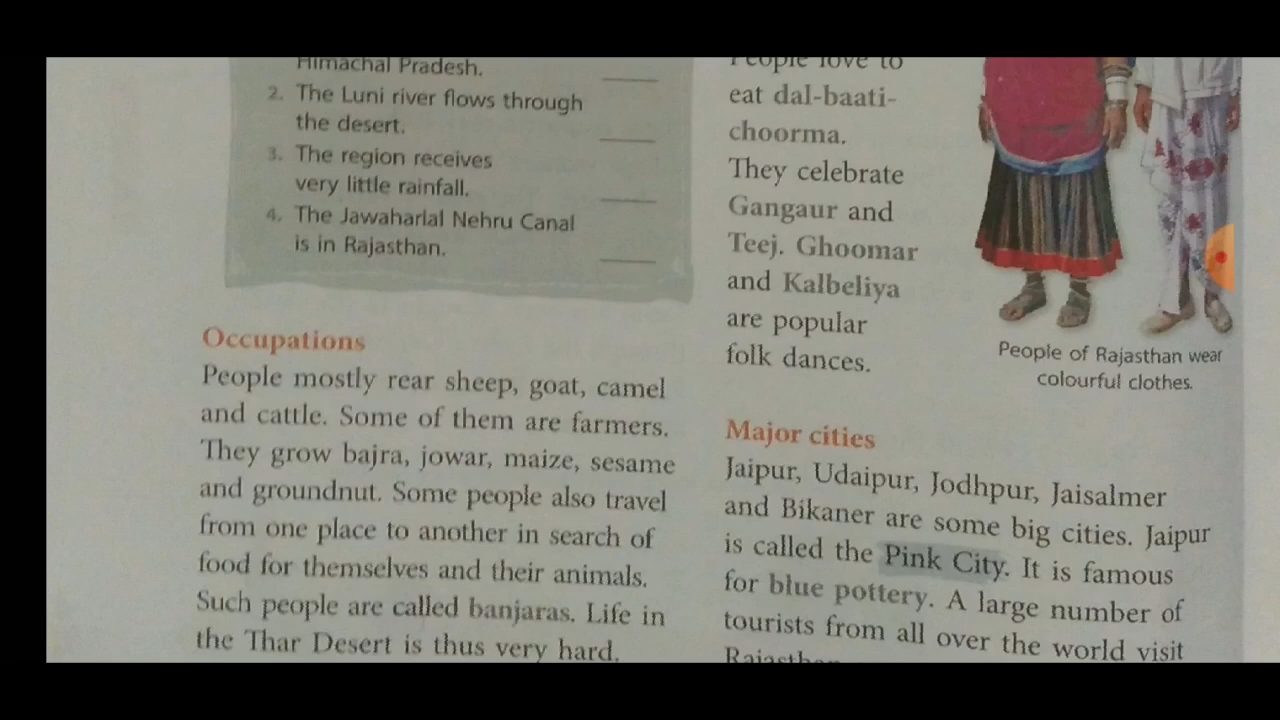 Himachal Pradesh.
2. The Luni river flows through
the desert.
3. The region receives
very little rainfall.
4. The Jawaharlal Nehru Canal
is in Rajasthan.
Occupations
People mostly rear sheep, goat, camel
and cattle. Some of them are farmers.
They grow bajra, jowar, maize, sesame
and groundnut. Some people also travel
from one place to another in search of
food for themselves and their animals.
Such people are called banjaras. Life in
the Thar Desert is thus very hard.
People love to
eat dal-baati-
choorma.
They celebrate
Gangaur and
Teej. Ghoomar
and Kalbeliya
are popular
folk dances.
People of Rajasthan wear
colourful clothes.
Major cities
Jaipur, Udaipur, Jodhpur, Jaisalmer
and Bikaner are some big cities. Jaipur
is called the Pink City. It is famous
for blue pottery. A large number of
tourists from all over the world visit